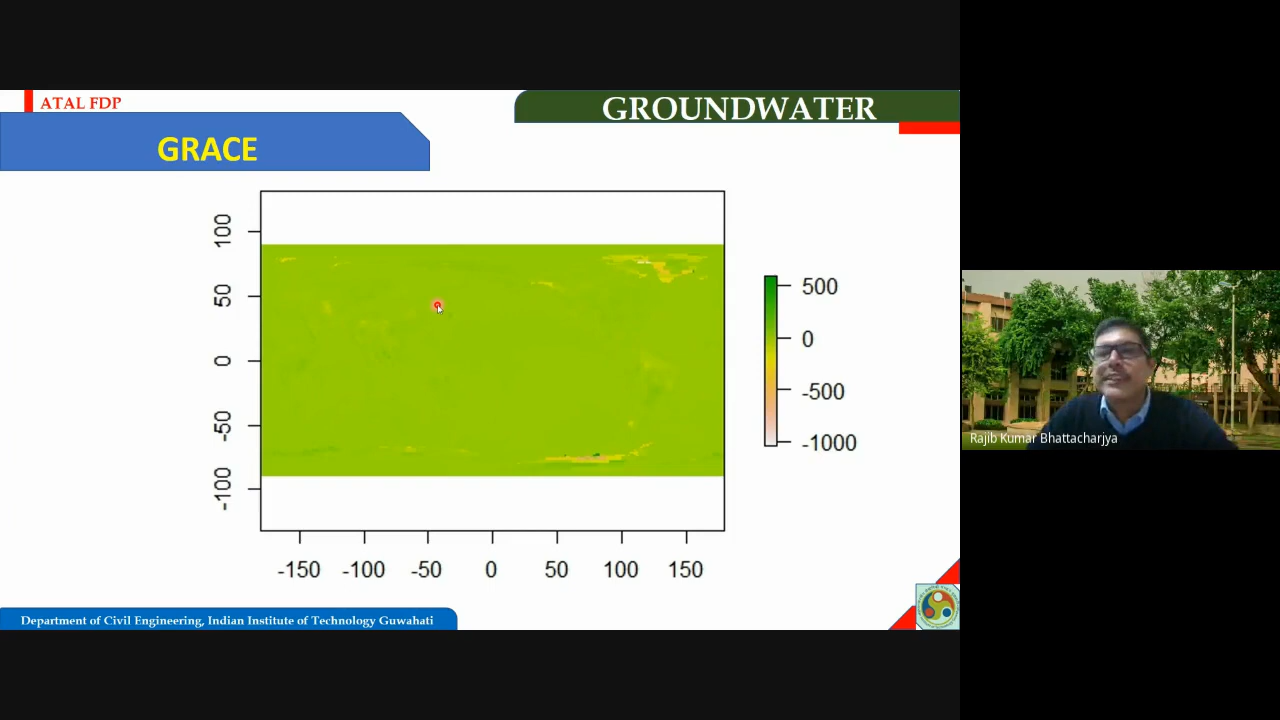 ATAL FDP
GROUNDWATER
GRACE
100
50
0
-50
-100
-150 -100 -50 0 50 100 150
500
0
-500
-1000
Rajib Kumar Bhattacharjya
Department of Civil Engineering, Indian Institute of Technology Guwahati